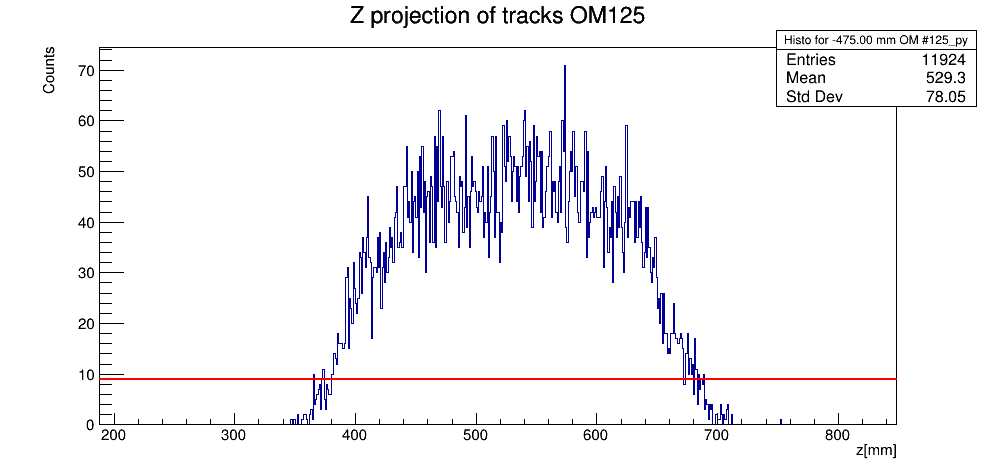 Z projection of tracks OM125
Histo for -475.00 mm OM #125_py
Entries 11924
Mean 529.3
Std Dev 78.05
Counts
70
60
50
40
30
20
10
0
200 300 400 500 600 700 800
z[mm]